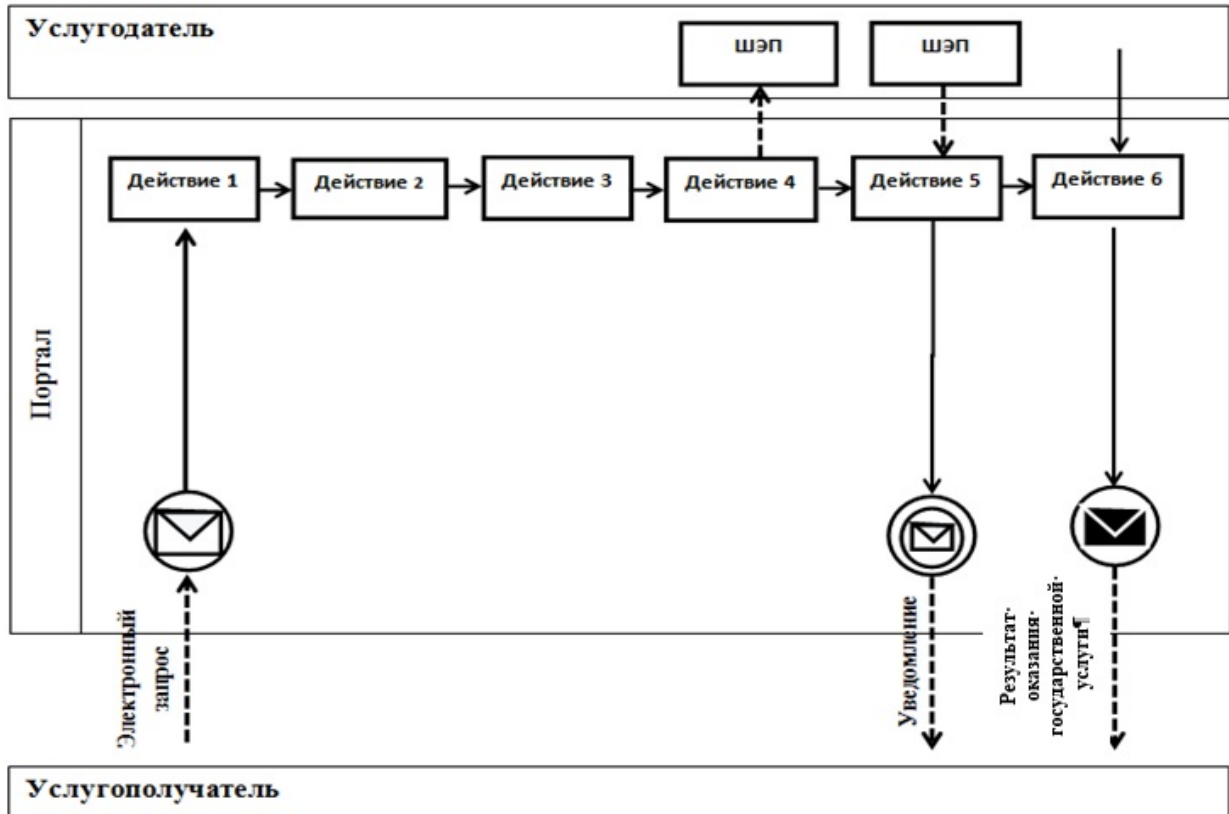 Услугодатель
ШЭП
ШЭП
Действие 1
Действие 2
Действие 3
Действие 4
Действие 5
Действие 6
Портал
Электронный
запрос
Уведомление
Результат·
оказания·
государственной·
услуги¶
Услугополучатель